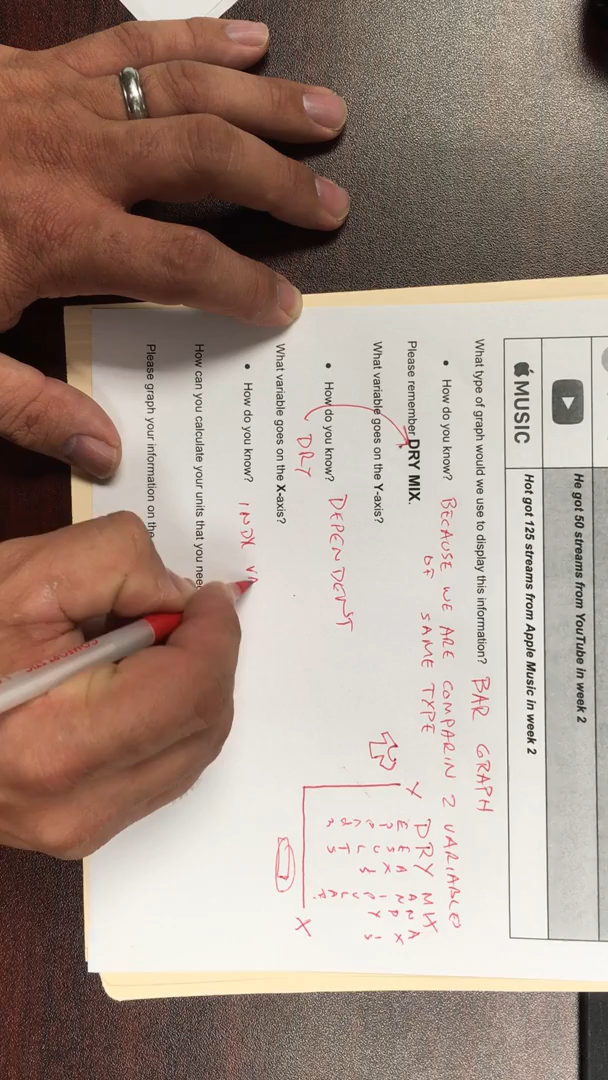 He got 50 streams from YouTube in week 2
MUSIC
Hot got 125 streams from Apple Music in week 2
What type of graph would we use to display this information? BAR GRAPH
• How do you know? BECAUSE WE ARE COMPARIN 2 VARIABLE
OF SAME TYPE
Please remember DRY MIX.
What variable goes on the Y-axis?
• How do you know? DEPENDENT
DRY
What variable goes on the X-axis?
• How do you know? INDX VA
How can you calculate your units that you nee
Please graph your information on the
Y
DRY MIX
X